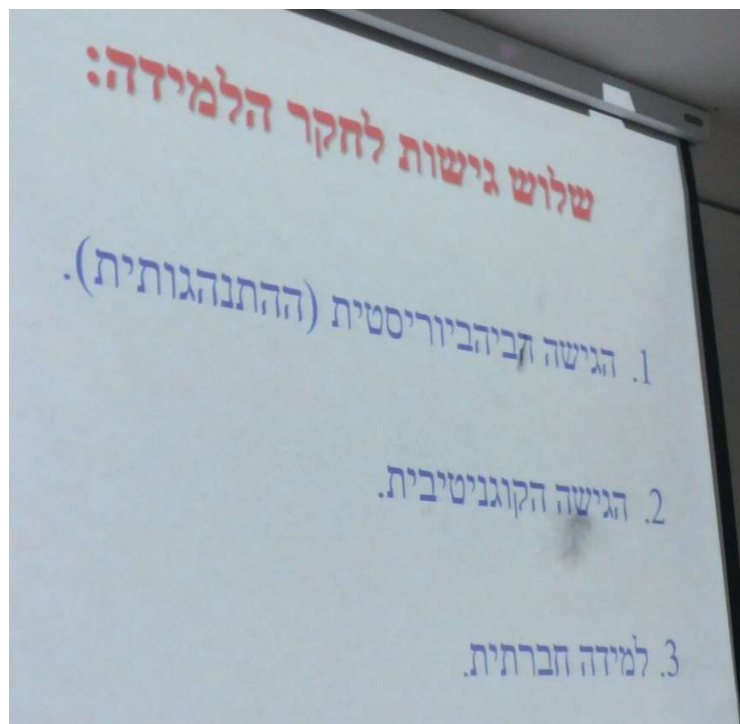 שלוש גישות לחקר הלמידה:
1. הגישה הביהביוריסטית (ההתנהגותית).
2. הגישה הקוגניטיבית.
3. למידה חברתית.